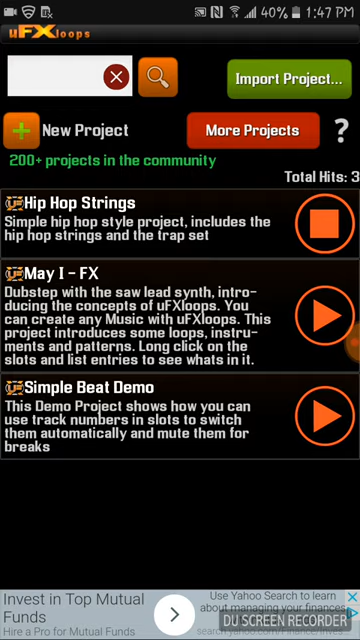 40% 1:47 PM
uFXloops
Import Project...
New Project
More Projects
?
200+ projects in the community
Total Hits: 3
Hip Hop Strings
Simple hip hop style project, includes the
hip hop strings and the trap set
May I - FX
Dubstep with the saw lead synth, intro-
ducing the concepts of uFXloops. You
can create any Music with uFXloops. This
project introduces some loops, instru-
ments and patterns. Long click on the
slots and list entries to see whats in it.
Simple Beat Demo
This Demo Project shows how you can
use track numbers in slots to switch
them automatically and mute them for
breaks
Invest in Top Mutual
Funds
Hire a Pro for Mutual Funds
Use Yahoo Search to learn
about managing your finances
DU SCREEN RECORDER